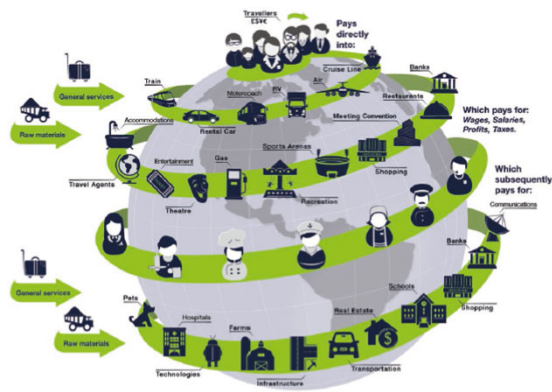 Travellers
£$¥€
Pays
directly
into:
Cruise Line
Banks
Train
Motorcoach
RV
Air
General services
Restaurants
Raw materials
Accommodations
Rental Car
Meeting Convention
Which pays for:
Wages, Salaries,
Profits, Taxes.
Sports Arenas
Entertainment
Gas
Shopping
Travel Agents
Theatre
Recreation
Which
subsequently
pays for:
Communications
Banks
General services
Pets
Schools
Shopping
Hospitals
Real Estate
Raw materials
Farms
Technologies
Transportation
Infrastructure